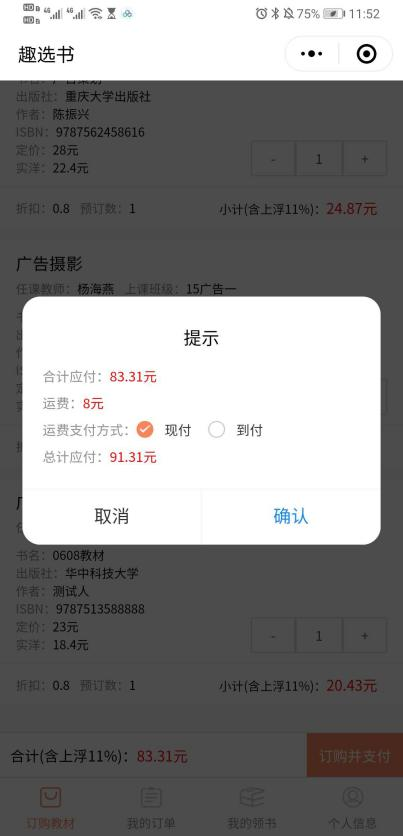 75% 11:52
趣选书
出版社：重庆大学出版社
作者：陈振兴
ISBN：9787562458616
定价：28元
实洋：22.4元
- 1 +
折扣：0.8 预订数：1 小计(含上浮11%)：24.87元
广告摄影
任课教师：杨海燕 上课班级：15广告一
提示
合计应付：83.31元
运费：8元
运费支付方式： 现付 到付
总计应付：91.31元
取消 确认
书名：0608教材
出版社：华中科技大学
作者：测试人
ISBN：9787513588888
定价：23元
实洋：18.4元
- 1 +
折扣：0.8 预订数：1 小计(含上浮11%)：20.43元
合计(含上浮11%)：83.31元 订购并支付
订购教材 我的订单 我的领书 个人信息